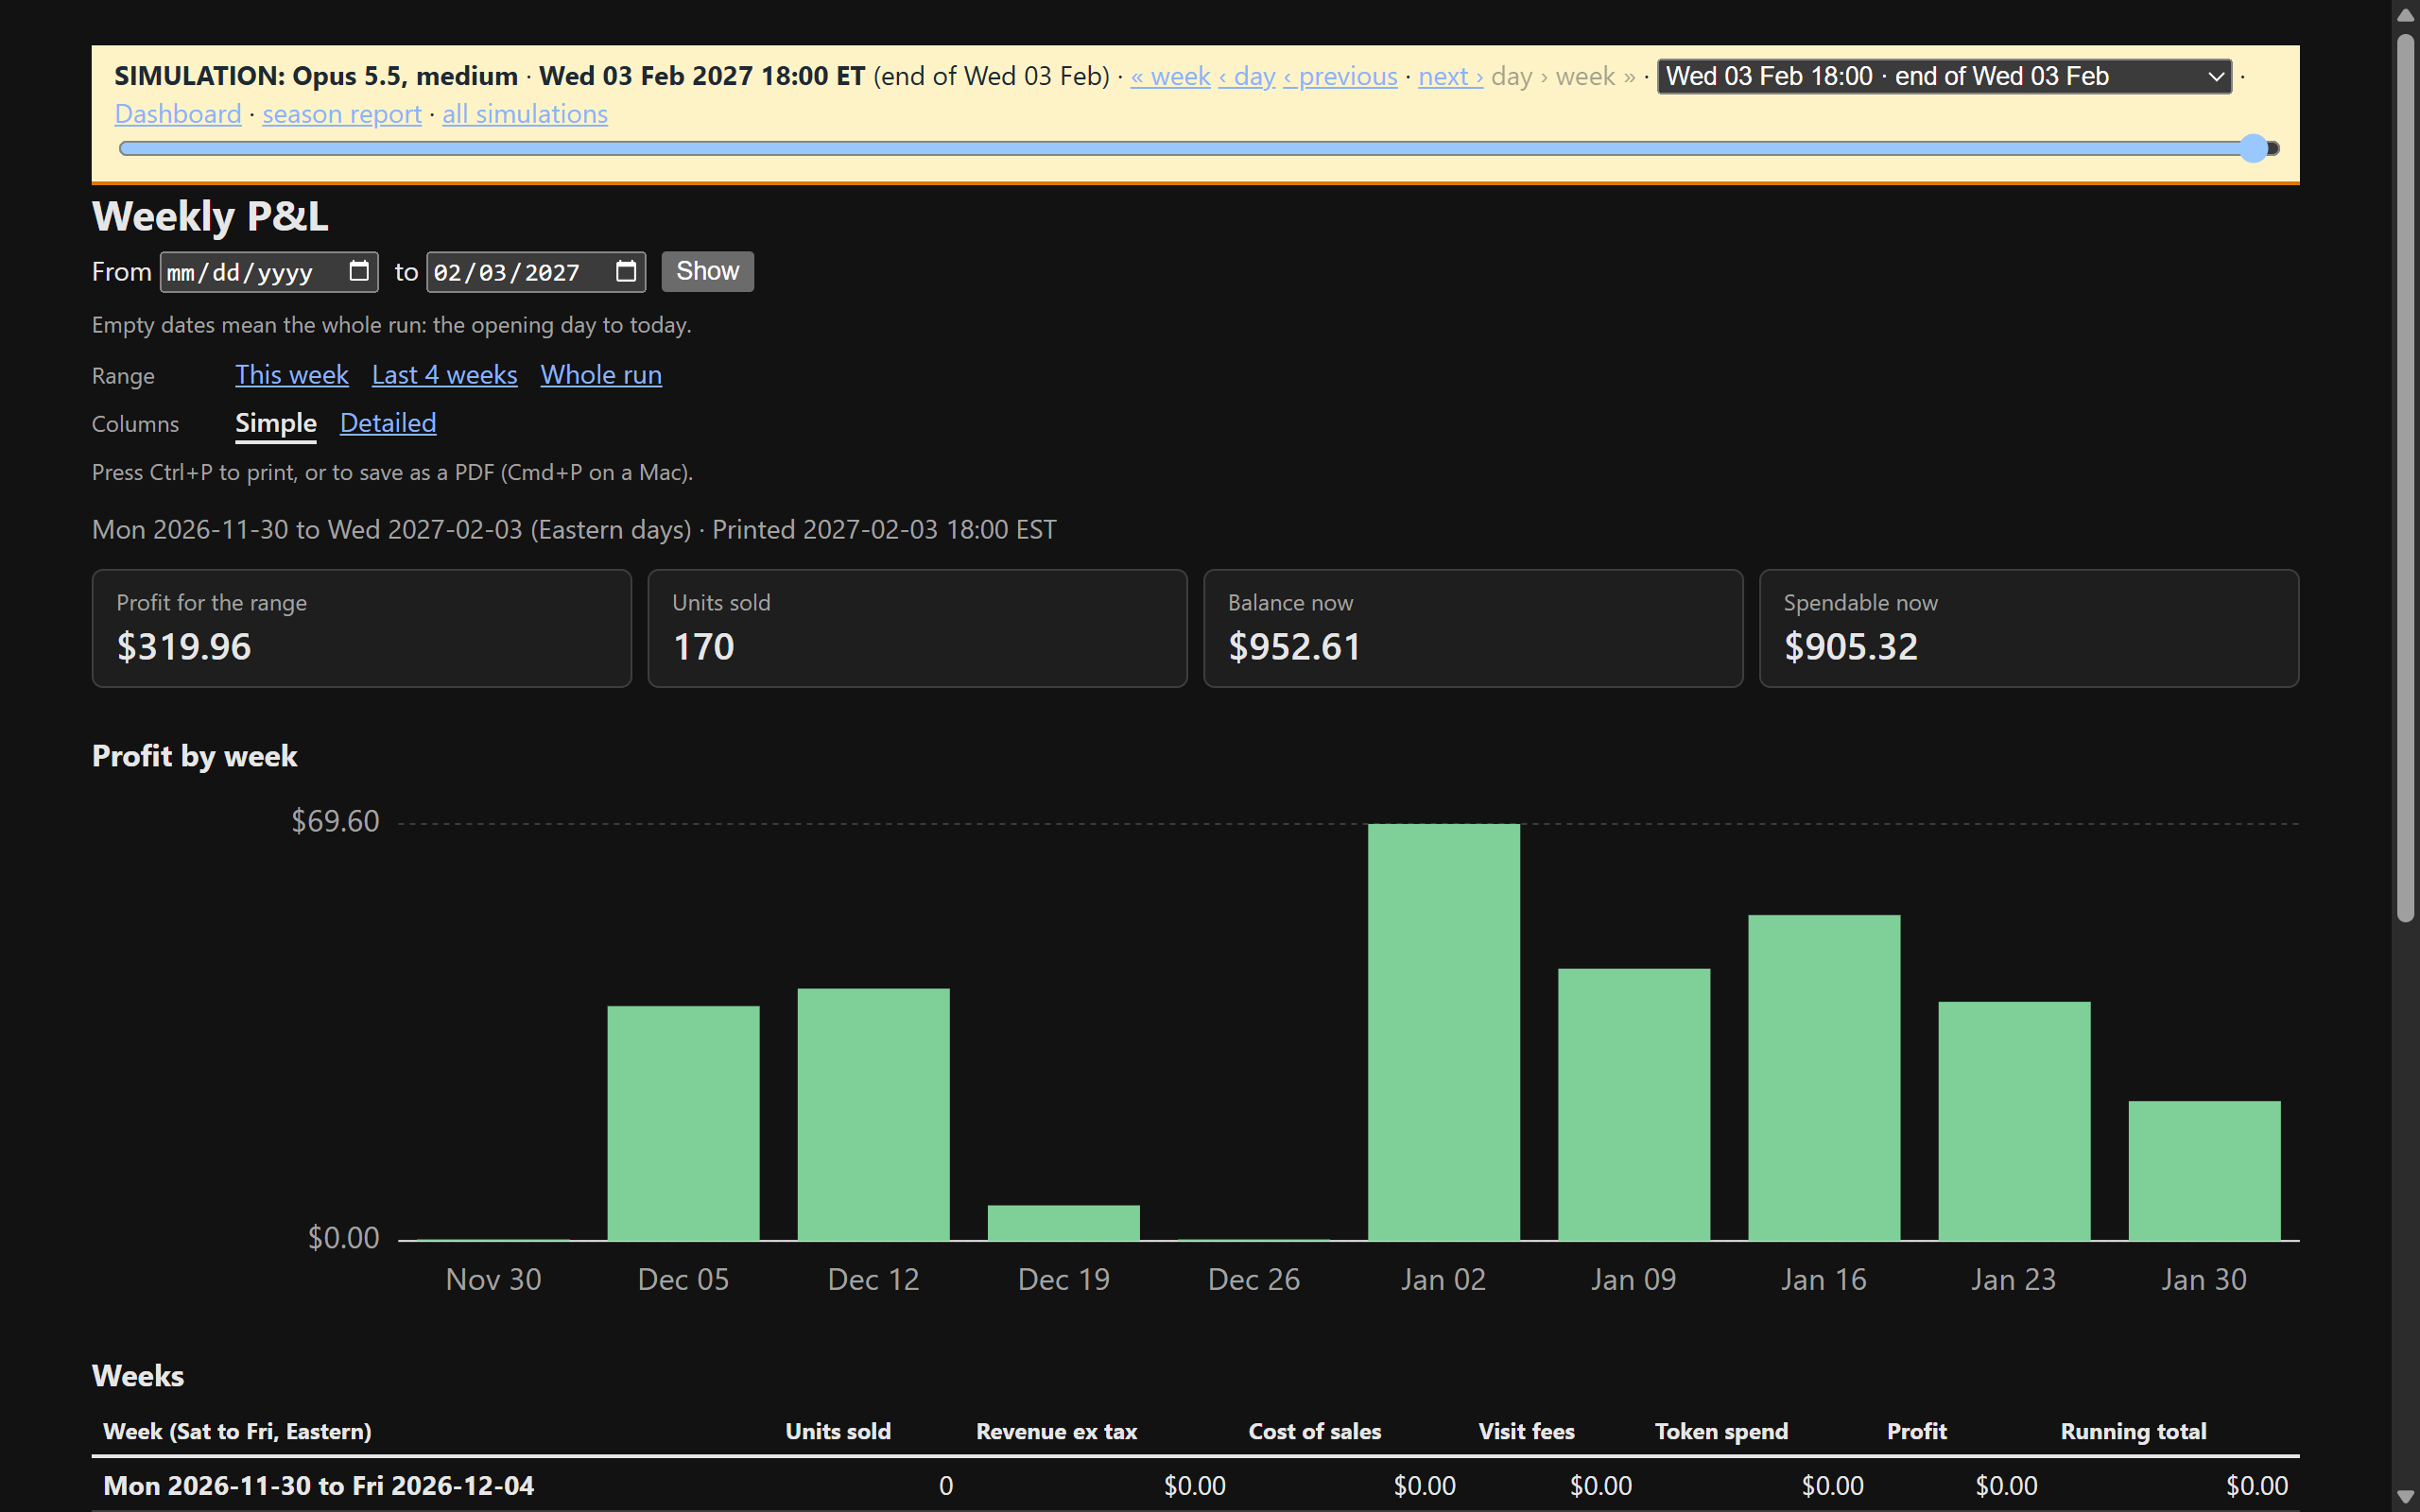 SIMULATION: Opus 5.5, medium · Wed 03 Feb 2027 18:00 ET (end of Wed 03 Feb) · « week ‹ day ‹ previous · next › day › week » · Wed 03 Feb 18:00 · end of Wed 03 Feb ·
Dashboard · season report · all simulations
Weekly P&L
From mm/dd/yyyy to 02/03/2027 Show
Empty dates mean the whole run: the opening day to today.
Range This week Last 4 weeks Whole run
Columns Simple Detailed
Press Ctrl+P to print, or to save as a PDF (Cmd+P on a Mac).
Mon 2026-11-30 to Wed 2027-02-03 (Eastern days) · Printed 2027-02-03 18:00 EST
Profit for the range Units sold Balance now Spendable now
$319.96 170 $952.61 $905.32
Profit by week
$69.60
$0.00
Nov 30 Dec 05 Dec 12 Dec 19 Dec 26 Jan 02 Jan 09 Jan 16 Jan 23 Jan 30
Weeks
Week (Sat to Fri, Eastern) Units sold Revenue ex tax Cost of sales Visit fees Token spend Profit Running total
Mon 2026-11-30 to Fri 2026-12-04 0 $0.00 $0.00 $0.00 $0.00 $0.00 $0.00